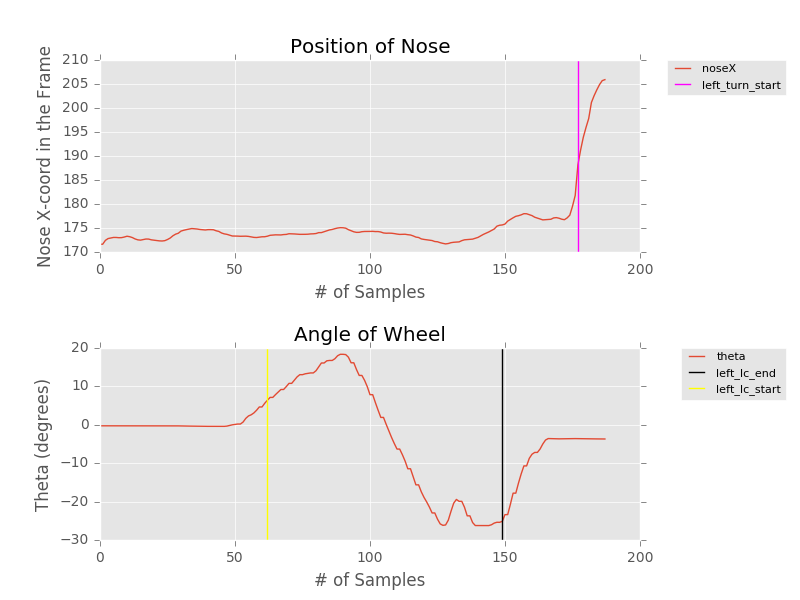 Position of Nose
Nose X-coord in the Frame
210
205
200
195
190
185
180
175
170
0 50 100 150 200
# of Samples
noseX
left_turn_start
Angle of Wheel
Theta (degrees)
20
10
0
−10
−20
−30
0 50 100 150 200
# of Samples
theta
left_lc_end
left_lc_start